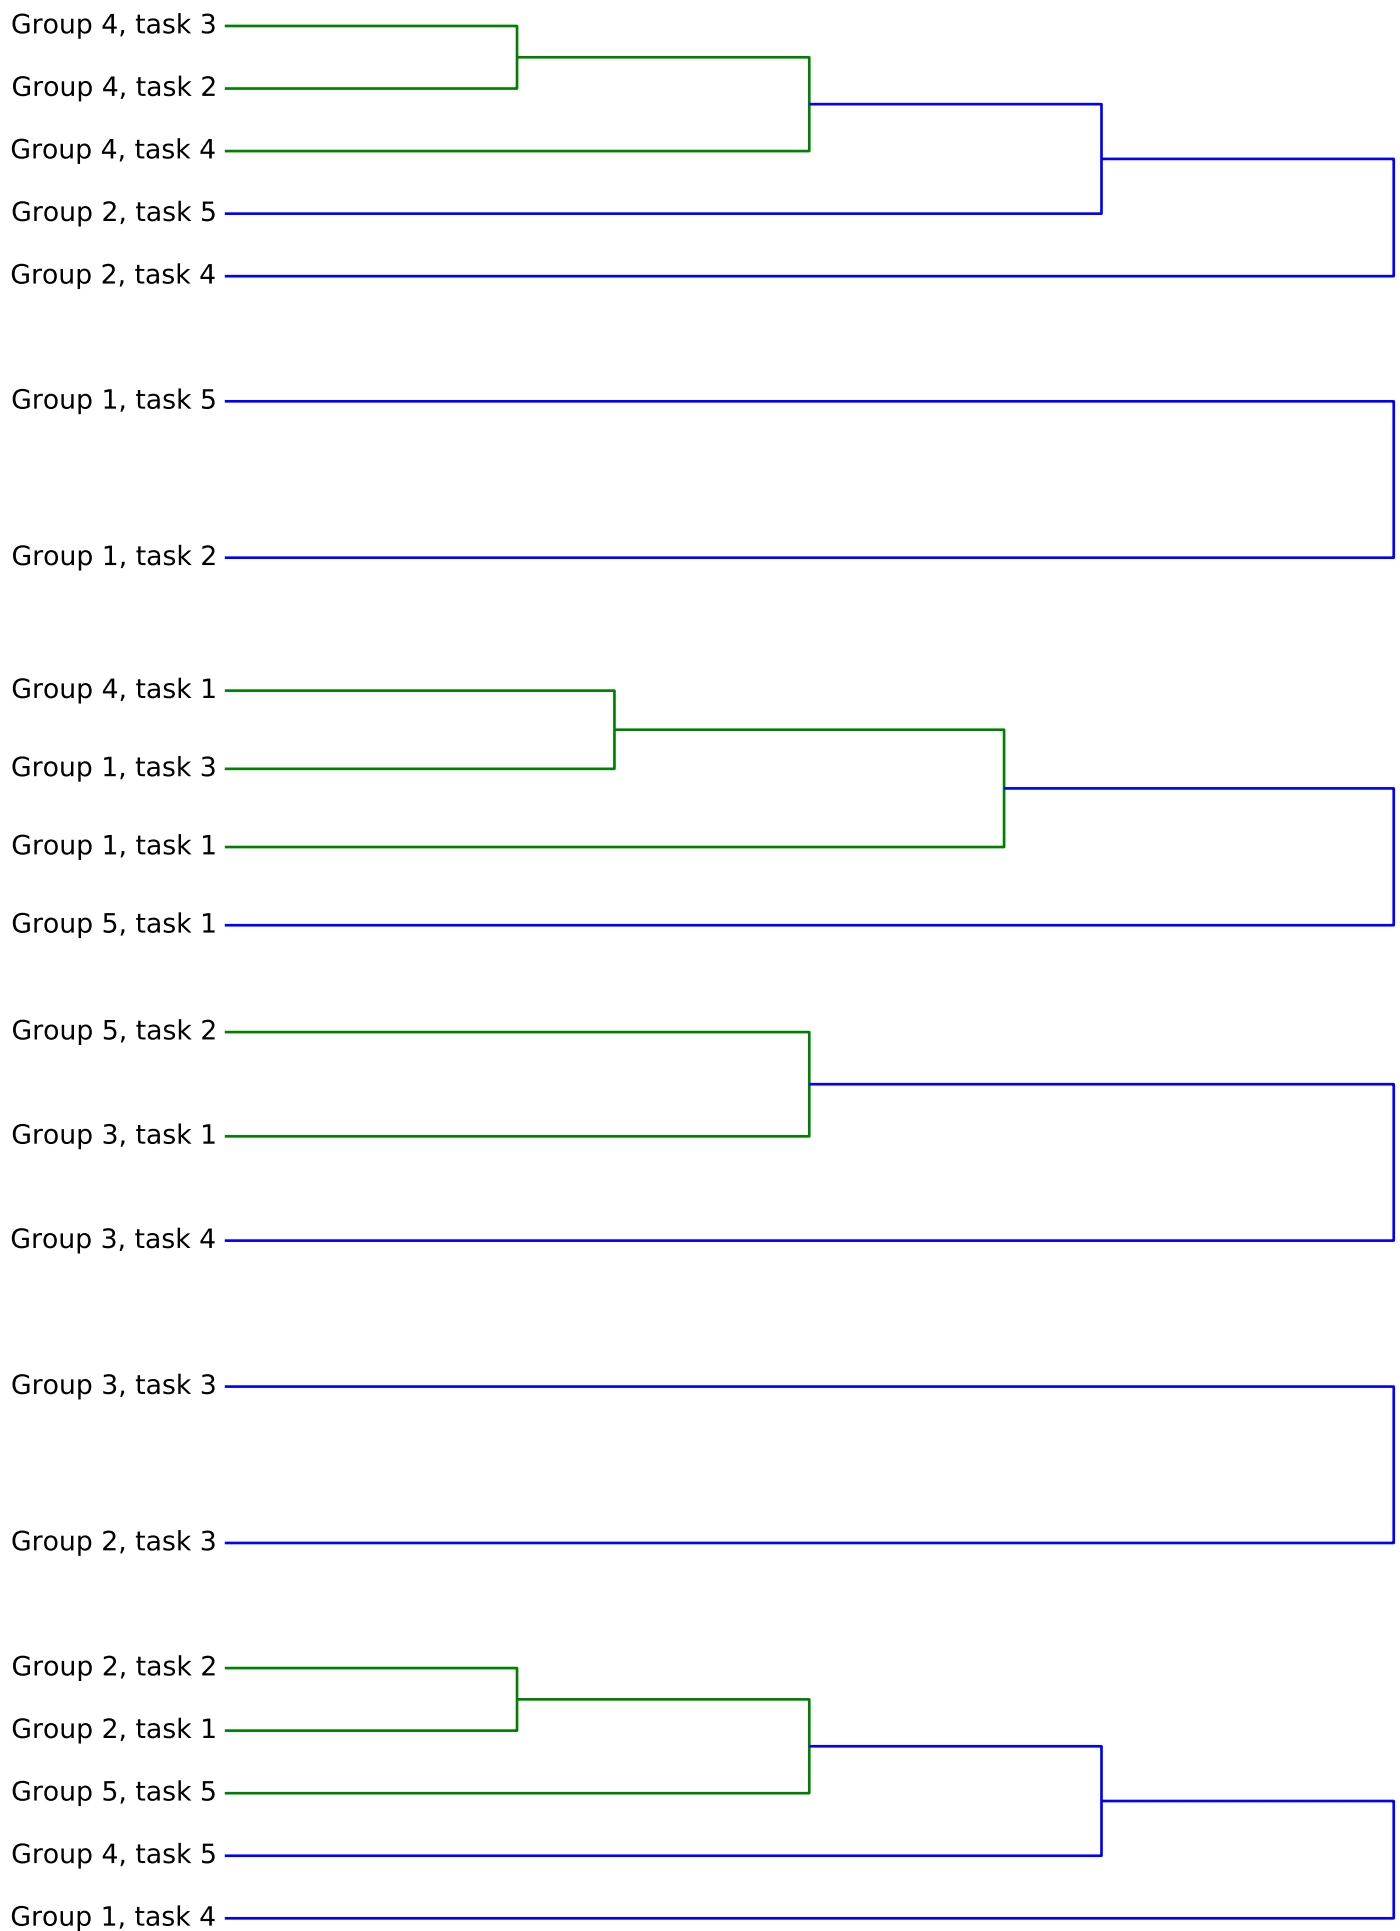 Group 4, task 3
Group 4, task 2
Group 4, task 4
Group 2, task 5
Group 2, task 4
Group 1, task 5
Group 1, task 2
Group 4, task 1
Group 1, task 3
Group 1, task 1
Group 5, task 1
Group 5, task 2
Group 3, task 1
Group 3, task 4
Group 3, task 3
Group 2, task 3
Group 2, task 2
Group 2, task 1
Group 5, task 5
Group 4, task 5
Group 1, task 4